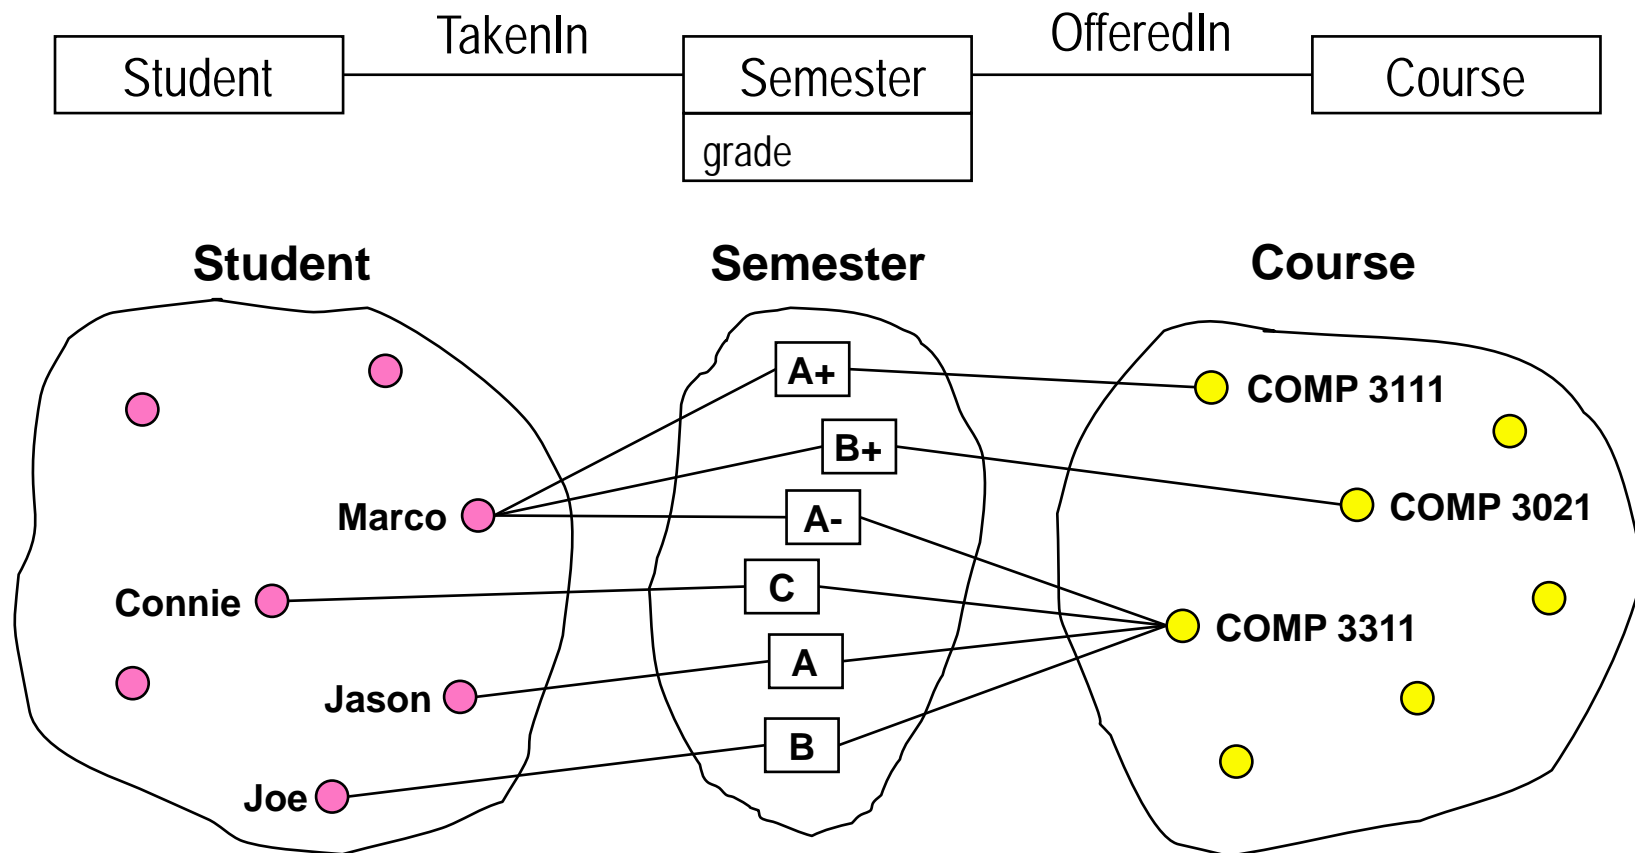 TakenIn
OfferedIn
Student
Semester
Course
grade
Student
Semester
Course
A+
COMP 3111
B+
COMP 3021
Marco
A-
C
Connie
COMP 3311
A
Jason
B
Joe